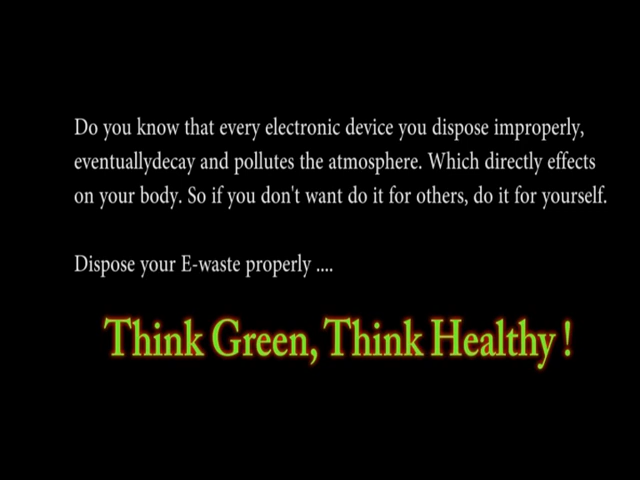 Do you know that every electronic device you dispose improperly,
eventuallydecay and pollutes the atmosphere. Which directly effects
on your body. So if you don't want do it for others, do it for yourself.
Dispose your E-waste properly ....
Think Green, Think Healthy !